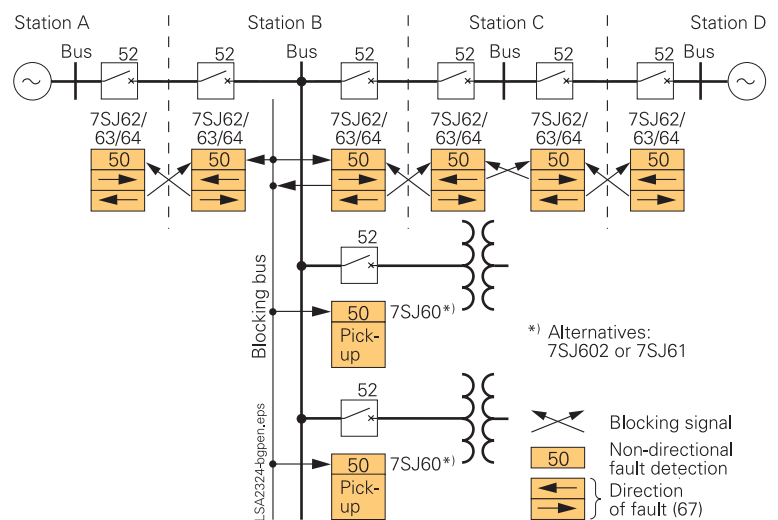 Station A
Station B
Station C
Station D
Bus
52
52
Bus
52
52
Bus
52
52
Bus
~
~
7SJ62/
63/64
7SJ62/
63/64
7SJ62/
63/64
7SJ62/
63/64
7SJ62/
63/64
7SJ62/
63/64
50
50
50
50
50
50
52
Blocking bus
50
Pick-
up
7SJ60*)
*) Alternatives:
7SJ602 or 7SJ61
52
LSA2324-bgpen.eps
50
Pick-
up
7SJ60*)
Blocking signal
50
Non-directional
fault detection
Direction
of fault (67)